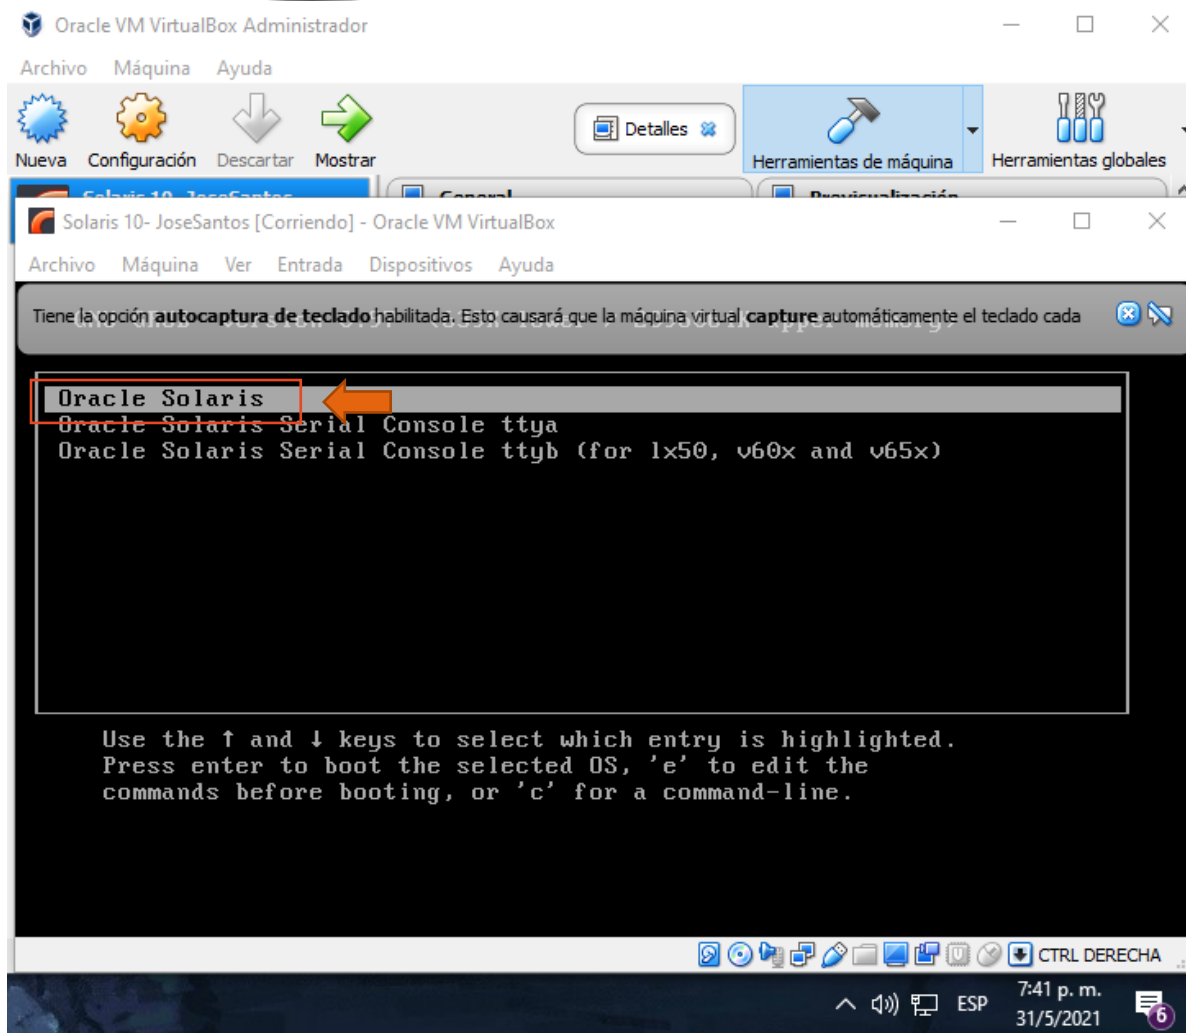 Oracle VM VirtualBox Administrador
Archivo Máquina Ayuda
Detalles
Nueva Configuración Descartar Mostrar
Herramientas de máquina Herramientas globales
Solaris 10- JoseSantos
General
Previsualización
Solaris 10- JoseSantos [Corriendo] - Oracle VM VirtualBox
Archivo Máquina Ver Entrada Dispositivos Ayuda
Tiene la opción autocaptura de teclado habilitada. Esto causará que la máquina virtual capture automáticamente el teclado cada
Oracle Solaris
Oracle Solaris Serial Console ttya
Oracle Solaris Serial Console ttyb (for lx50, v60x and v65x)
Use the ↑ and ↓ keys to select which entry is highlighted.
Press enter to boot the selected OS, 'e' to edit the
commands before booting, or 'c' for a command-line.
CTRL DERECHA
ESP
7:41 p. m.
31/5/2021
6